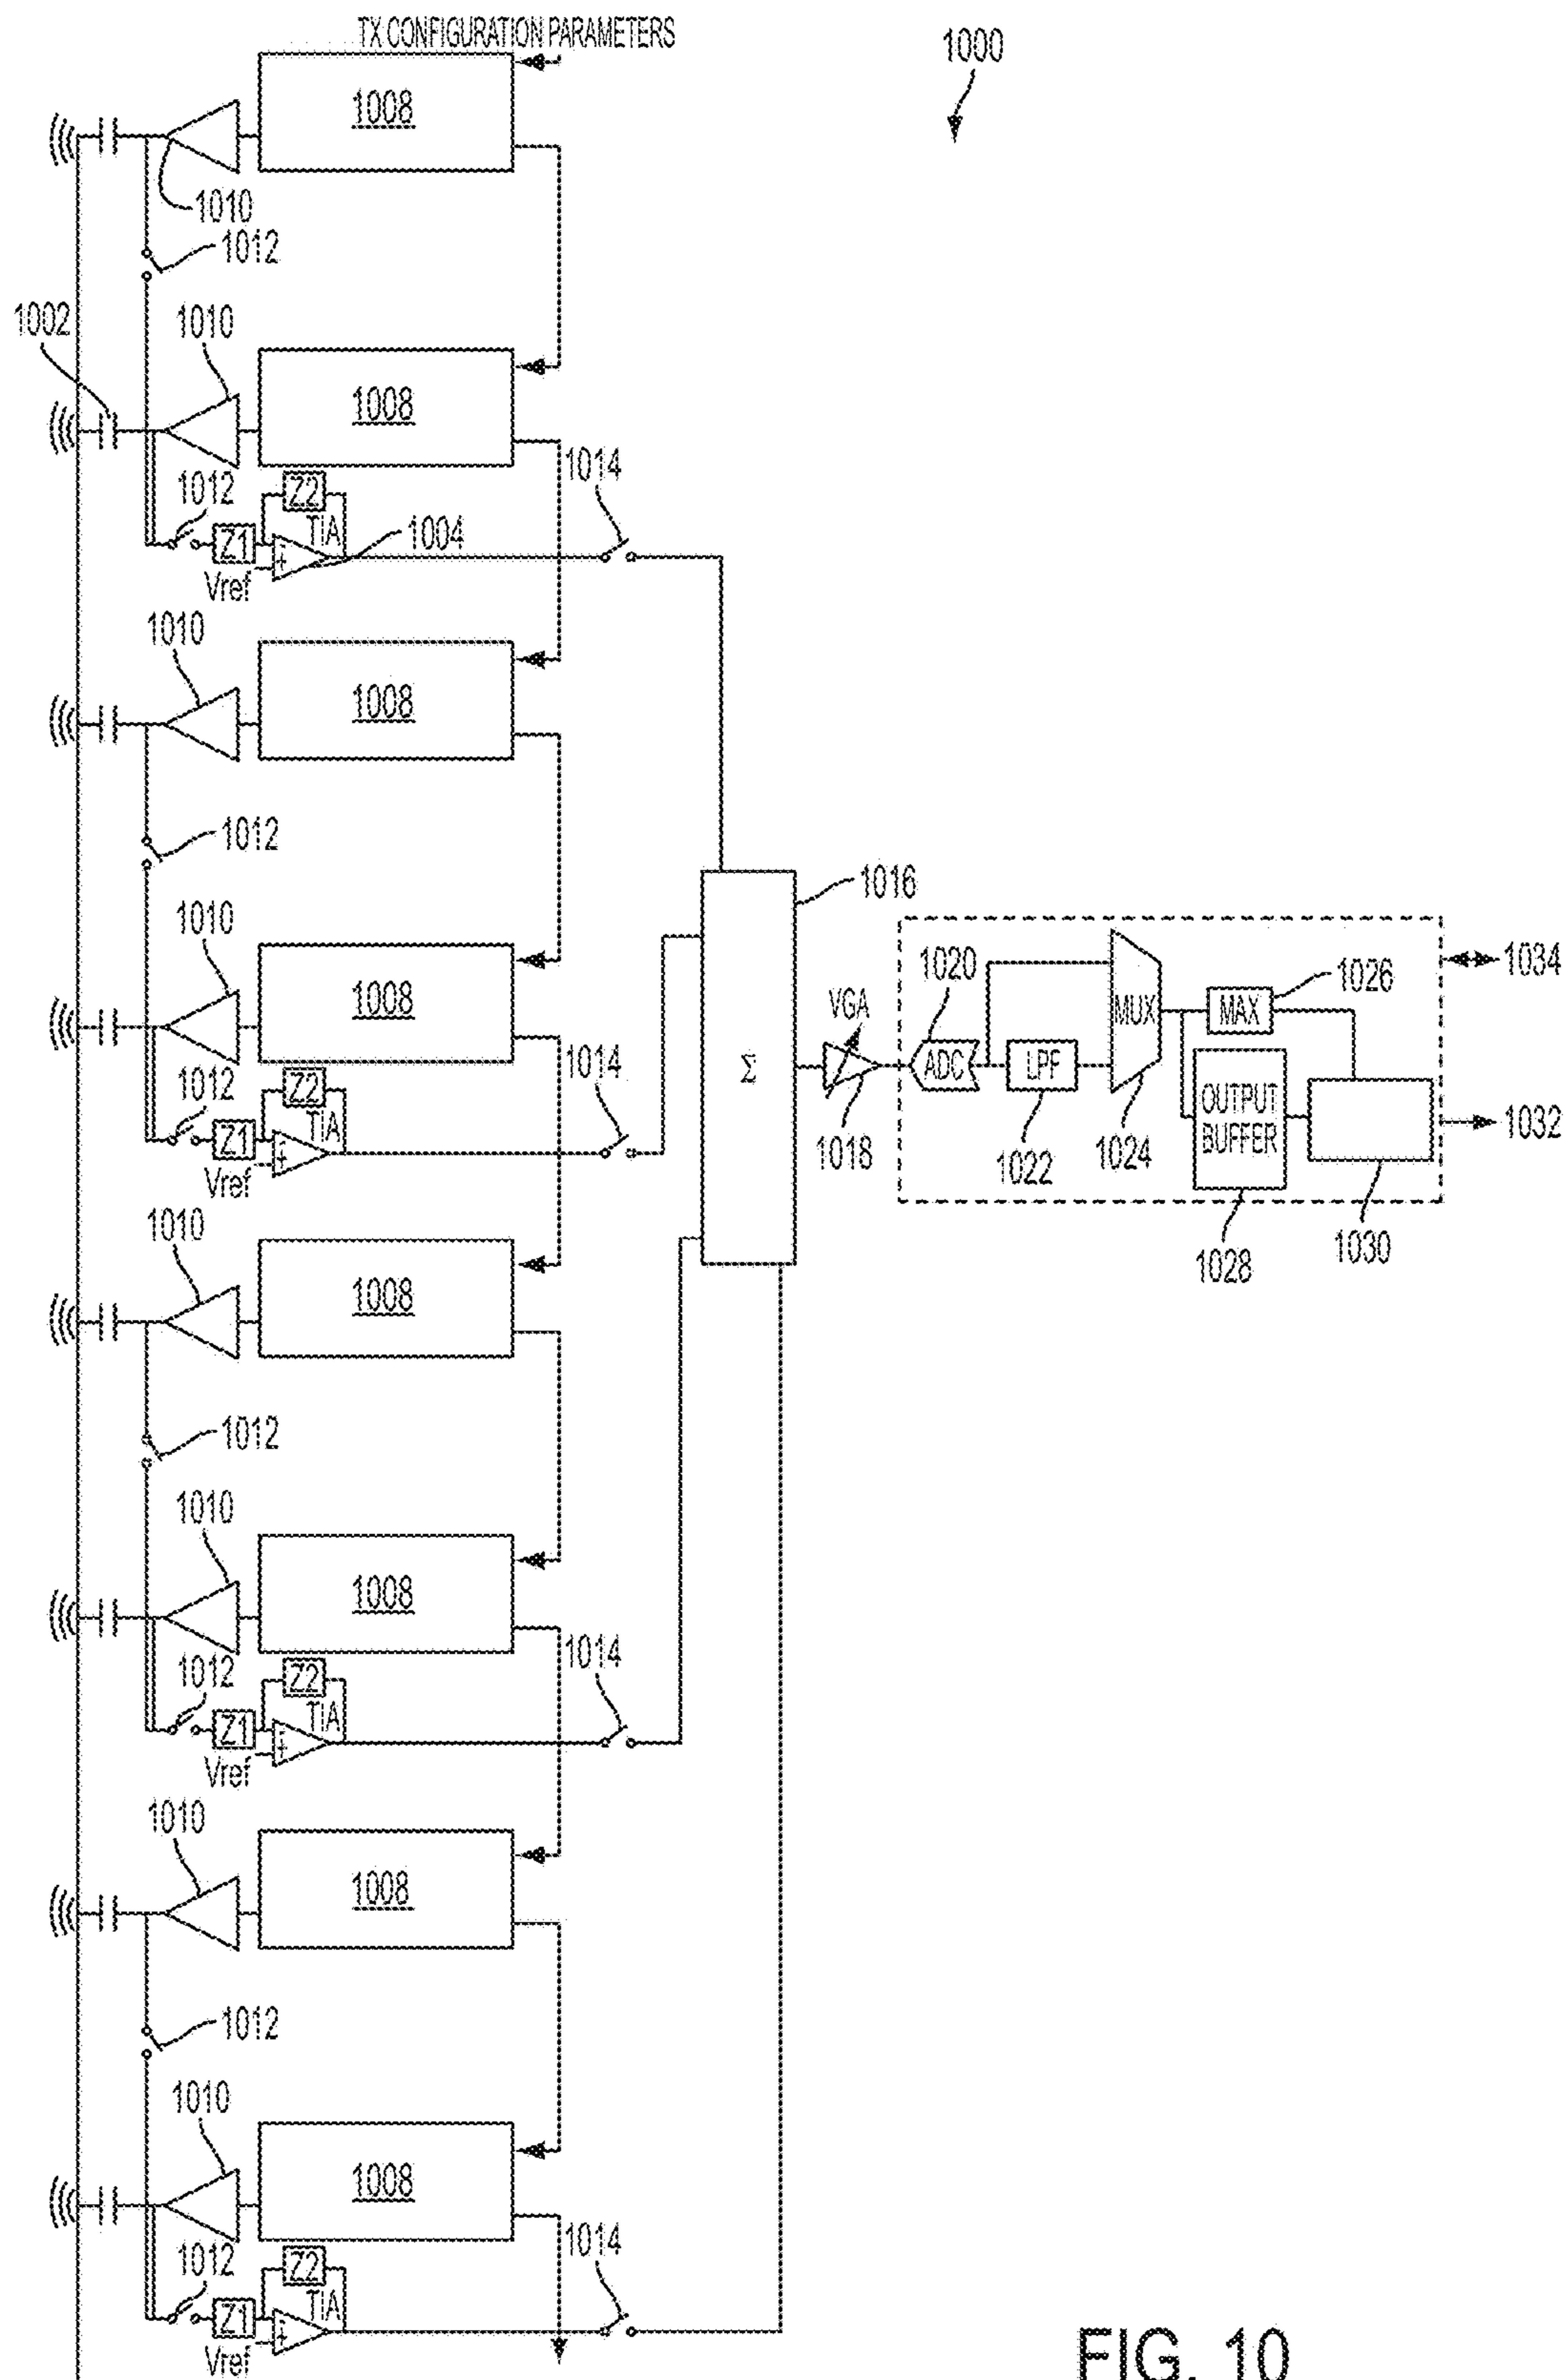 TX CONFIGURATION PARAMETERS
1000
1008
1010
1012
1002
1010
1008
1012
Z1
Z2
TIA
1004
Vref
1014
1010
1008
1012
1010
1008
1012
Z1
Z2
TIA
Vref
1014
1016
Σ
VGA
1018
1020
ADC
LPF
1022
MUX
1024
MAX
1026
OUTPUT
BUFFER
1028
1030
1034
1032
1010
1008
1012
1010
1008
1012
Z1
Z2
TIA
Vref
1014
1010
1008
1012
1010
1008
1012
Z1
Z2
TIA
Vref
1014
FIG. 10